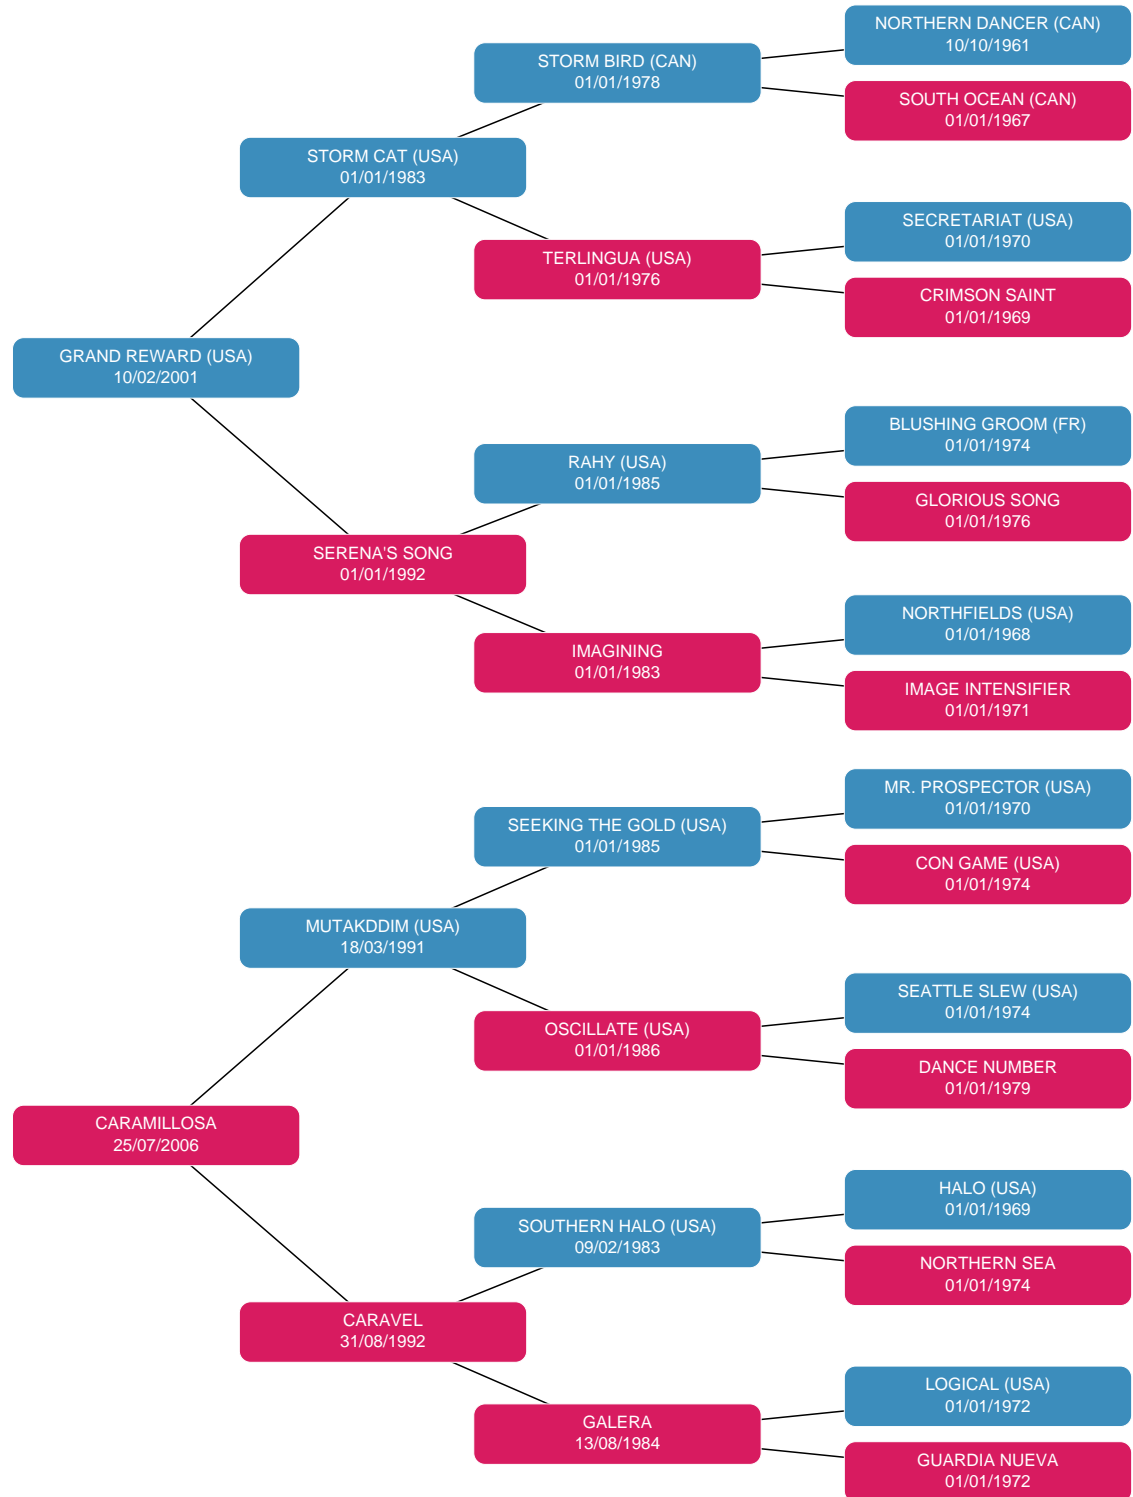 NORTHERN DANCER (CAN)
10/10/1961
STORM BIRD (CAN)
01/01/1978
SOUTH OCEAN (CAN)
01/01/1967
STORM CAT (USA)
01/01/1983
SECRETARIAT (USA)
01/01/1970
TERLINGUA (USA)
01/01/1976
CRIMSON SAINT
01/01/1969
GRAND REWARD (USA)
10/02/2001
BLUSHING GROOM (FR)
01/01/1974
RAHY (USA)
01/01/1985
GLORIOUS SONG
01/01/1976
SERENA'S SONG
01/01/1992
NORTHFIELDS (USA)
01/01/1968
IMAGINING
01/01/1983
IMAGE INTENSIFIER
01/01/1971
MR. PROSPECTOR (USA)
01/01/1970
SEEKING THE GOLD (USA)
01/01/1985
CON GAME (USA)
01/01/1974
MUTAKDDIM (USA)
18/03/1991
SEATTLE SLEW (USA)
01/01/1974
OSCILLATE (USA)
01/01/1986
DANCE NUMBER
01/01/1979
CARAMILLOSA
25/07/2006
HALO (USA)
01/01/1969
SOUTHERN HALO (USA)
09/02/1983
NORTHERN SEA
01/01/1974
CARAVEL
31/08/1992
LOGICAL (USA)
01/01/1972
GALERA
13/08/1984
GUARDIA NUEVA
01/01/1972